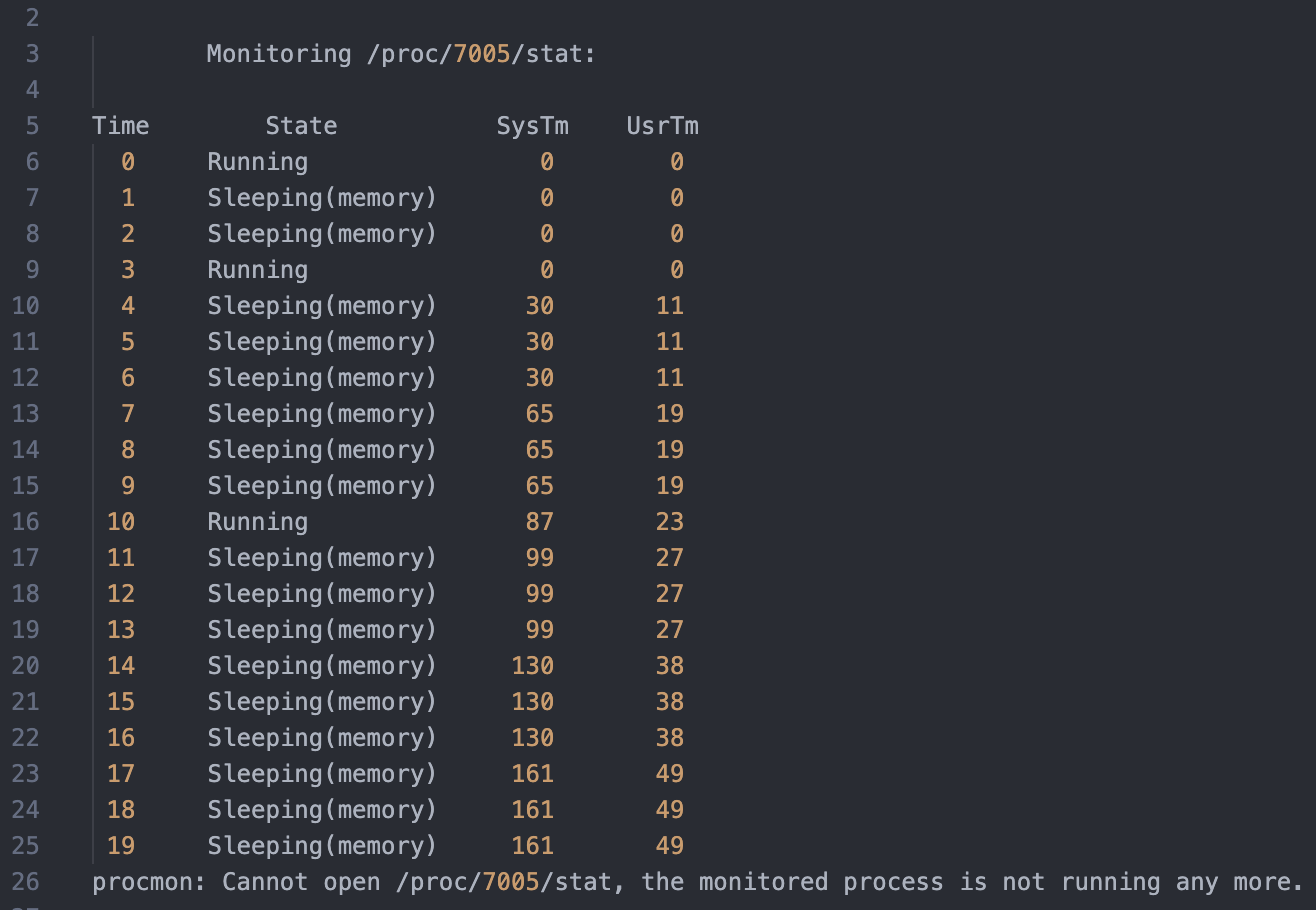 2
3 Monitoring /proc/7005/stat:
4
5 Time State SysTm UsrTm
6 0 Running 0 0
7 1 Sleeping(memory) 0 0
8 2 Sleeping(memory) 0 0
9 3 Running 0 0
10 4 Sleeping(memory) 30 11
11 5 Sleeping(memory) 30 11
12 6 Sleeping(memory) 30 11
13 7 Sleeping(memory) 65 19
14 8 Sleeping(memory) 65 19
15 9 Sleeping(memory) 65 19
16 10 Running 87 23
17 11 Sleeping(memory) 99 27
18 12 Sleeping(memory) 99 27
19 13 Sleeping(memory) 99 27
20 14 Sleeping(memory) 130 38
21 15 Sleeping(memory) 130 38
22 16 Sleeping(memory) 130 38
23 17 Sleeping(memory) 161 49
24 18 Sleeping(memory) 161 49
25 19 Sleeping(memory) 161 49
26 procmon: Cannot open /proc/7005/stat, the monitored process is not running any more.